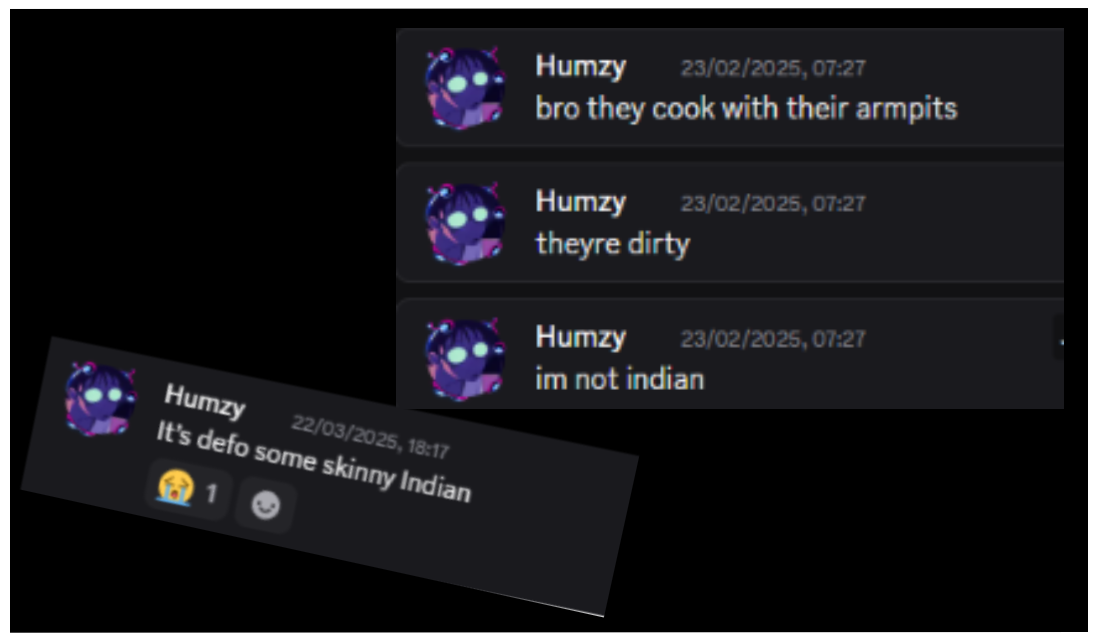 Humzy 23/02/2025, 07:27
bro they cook with their armpits
Humzy 23/02/2025, 07:27
theyre dirty
Humzy 23/02/2025, 07:27
im not indian
Humzy 22/03/2025, 18:17
It's defo some skinny Indian
1